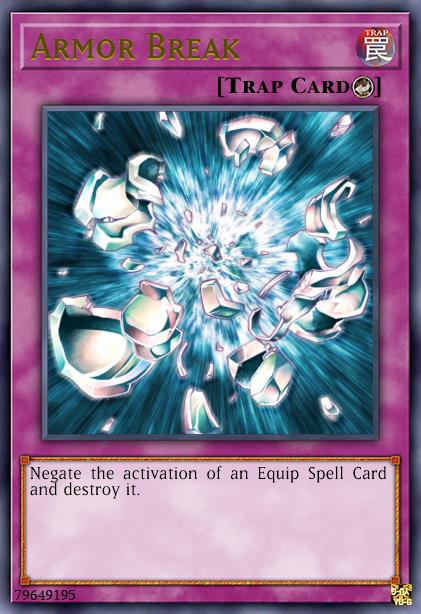 ARMOR BREAK
TRAP
罠
[TRAP CARD]
Negate the activation of an Equip Spell Card
and destroy it.
79649195